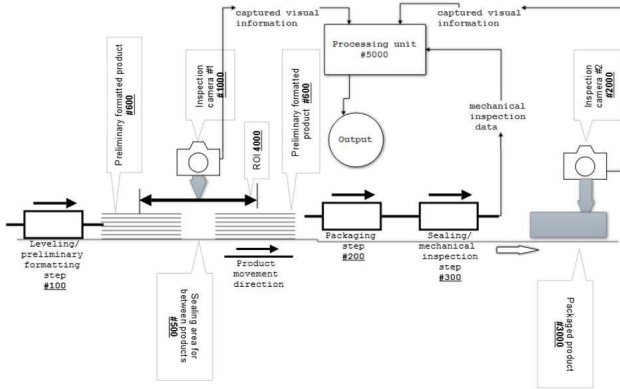 captured visual
information
captured visual
information
Processing unit
#5000
Inspection
camera #1
#1000
Inspection
camera #2
#2000
Preliminary formatted product
#600
Preliminary formatted
product #600
ROI 4000
mechanical
inspection
data
Output
Leveling/
preliminary
formatting
step
#100
Product
movement
direction
Packaging
step
#200
Sealing/
mechanical
inspection
step
#300
Sealing area for
between products
#500
Packaged product
#3000